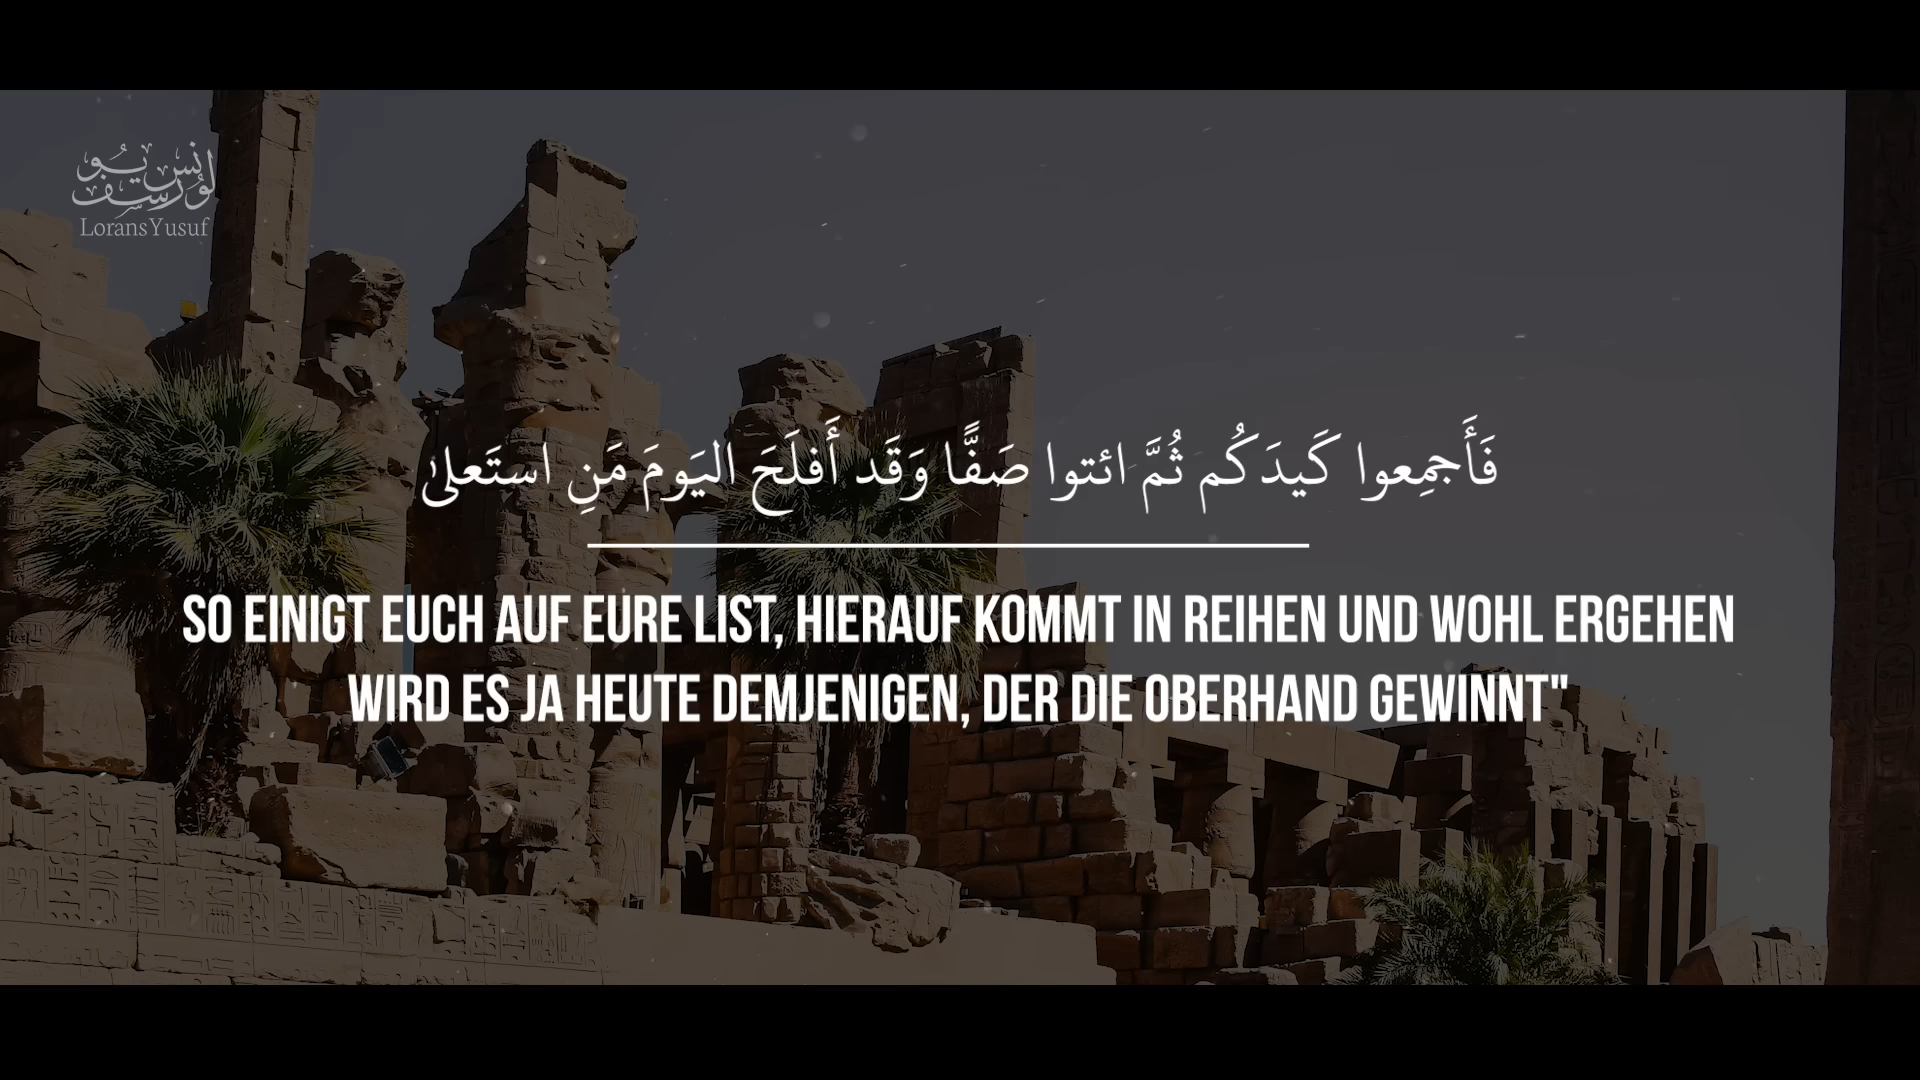 لورانس يوسف
LoransYusuf
فَأَجمِعوا كَيدَكُم ثُمَّ ائتوا صَفًّا وَقَد أَفلَحَ اليَومَ مَنِ استَعلىٰ
SO EINIGT EUCH AUF EURE LIST, HIERAUF KOMMT IN REIHEN UND WOHL ERGEHEN
WIRD ES JA HEUTE DEMJENIGEN, DER DIE OBERHAND GEWINNT"